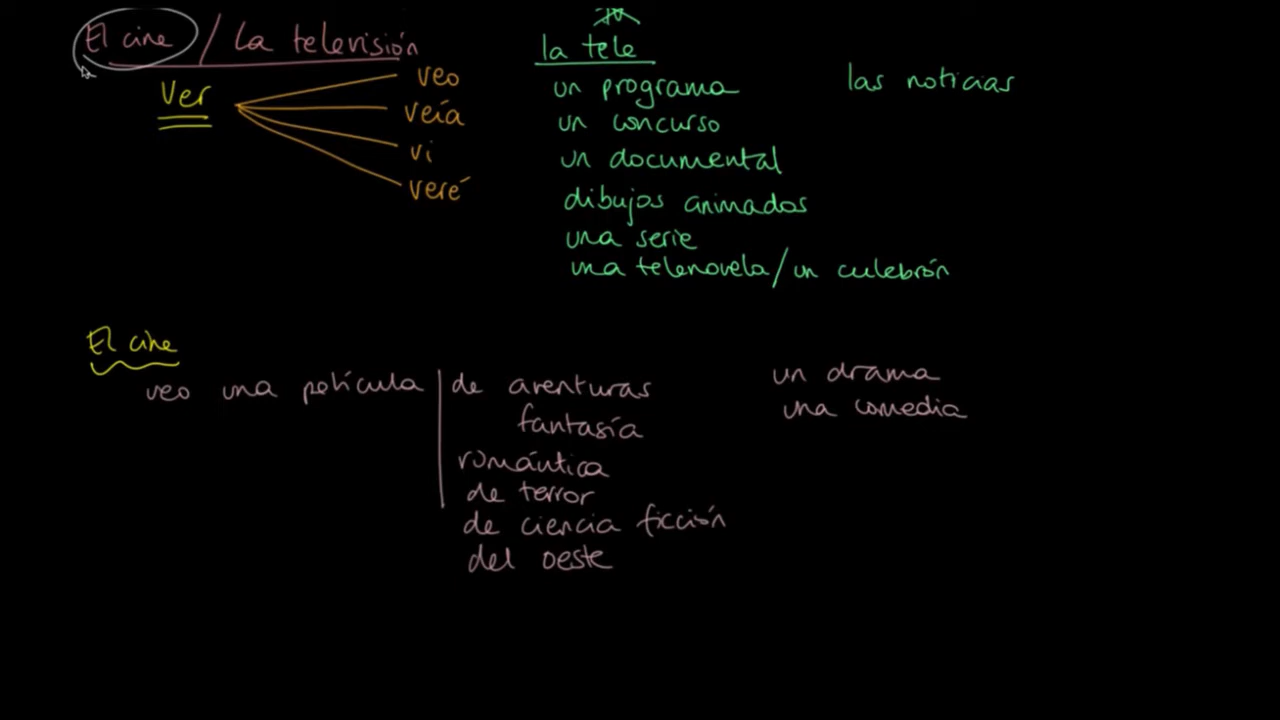 El cine / La televisión
Ver
veo
veía
vi
veré
la tele
un programa
un concurso
un documental
dibujos animados
una serie
una telenovela/un culebrón
las noticias
El cine
veo una película
de aventuras
fantasía
romántica
de terror
de ciencia ficción
del oeste
un drama
una comedia